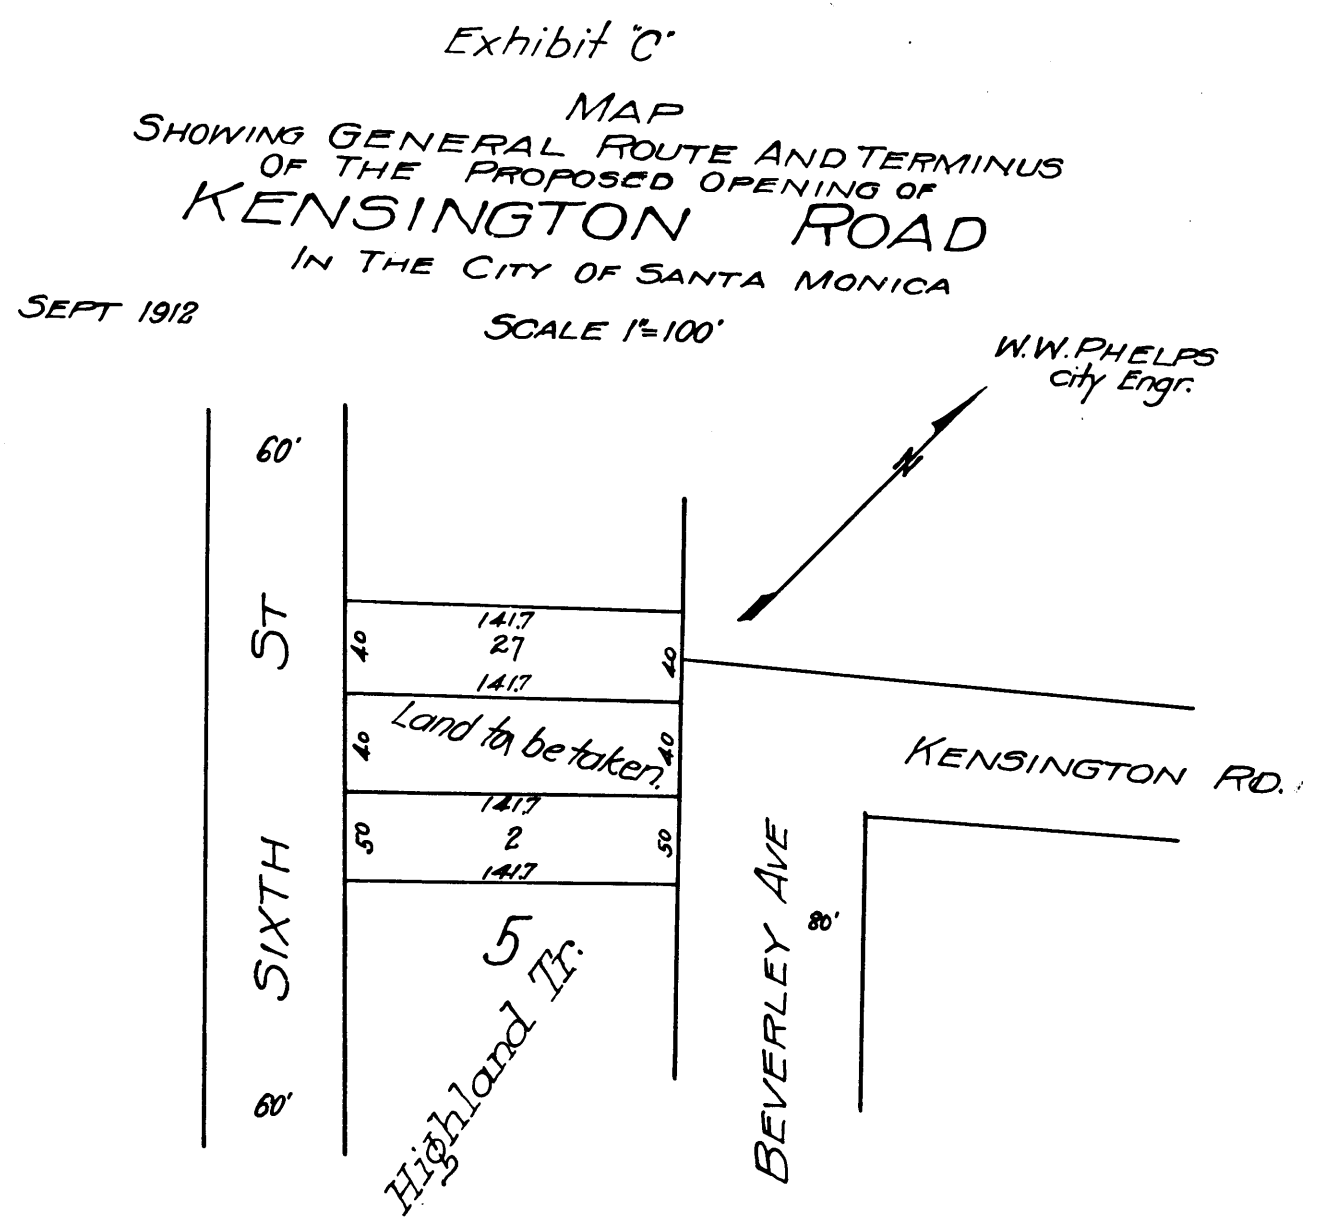 Exhibit "C"
MAP
SHOWING GENERAL ROUTE AND TERMINUS
OF THE PROPOSED OPENING OF
KENSINGTON ROAD
IN THE CITY OF SANTA MONICA
SEPT 1912
SCALE 1"=100'
W.W. PHELPS
City Engr.
N
60'
SIXTH ST
60'
141.7
40 27 40
141.7
40 Land to be taken. 40
141.7
50 2 50
141.7
5
Highland Tr.
KENSINGTON RD.
BEVERLEY AVE
80'